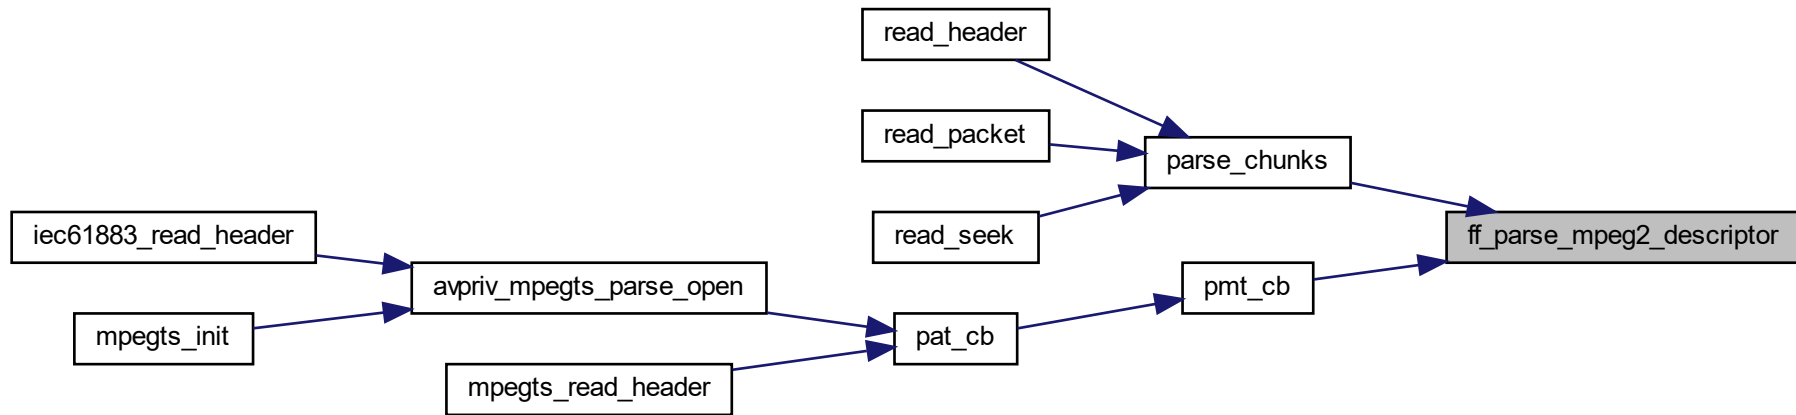 read_header
read_packet
parse_chunks
iec61883_read_header
read_seek
ff_parse_mpeg2_descriptor
avpriv_mpegts_parse_open
pmt_cb
mpegts_init
pat_cb
mpegts_read_header